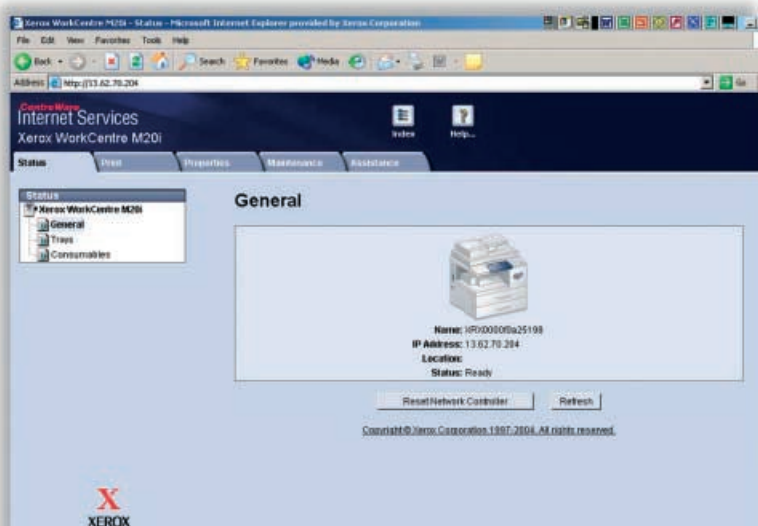 Xerox WorkCentre M20i - Status - Microsoft Internet Explorer provided by Xerox Corporation
File Edit View Favorites Tools Help
Back Search Favorites Media
Address http://13.62.70.204 Go
CentreWare
Internet Services
Xerox WorkCentre M20i
Index Help...
Status Print Properties Maintenance Assistance
Status
Xerox WorkCentre M20i
General
Trays
Consumables
General
Name:
IP Address: 13.62.70.204
Location:
Status: Ready
Reset Network Controller Refresh
Copyright © Xerox Corporation 1997-2004. All rights reserved.
X
XEROX